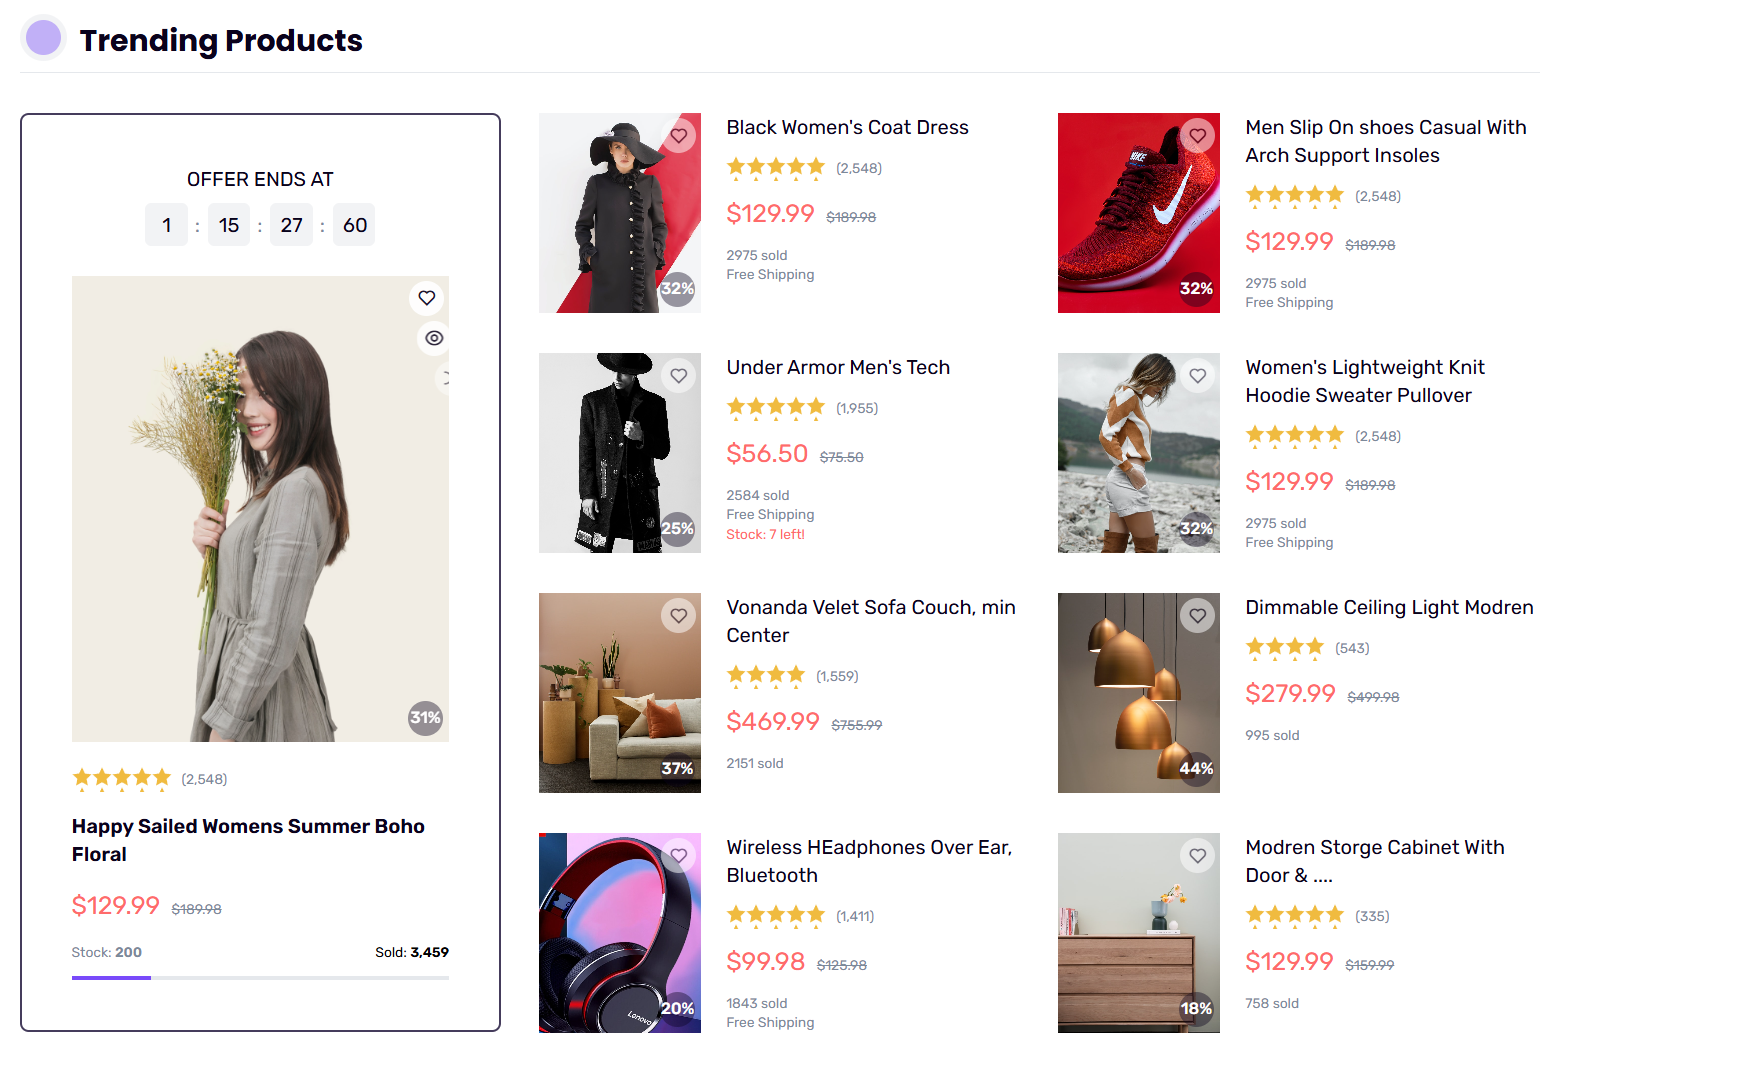 Trending Products
OFFER ENDS AT
1 : 15 : 27 : 60
31%
(2,548)
Happy Sailed Womens Summer Boho
Floral
$129.99 $189.98
Stock: 200 Sold: 3,459
32%
Black Women's Coat Dress
(2,548)
$129.99 $189.98
2975 sold
Free Shipping
NIKE
32%
Men Slip On shoes Casual With
Arch Support Insoles
(2,548)
$129.99 $189.98
2975 sold
Free Shipping
25%
Under Armor Men's Tech
(1,955)
$56.50 $75.50
2584 sold
Free Shipping
Stock: 7 left!
32%
Women's Lightweight Knit
Hoodie Sweater Pullover
(2,548)
$129.99 $189.98
2975 sold
Free Shipping
37%
Vonanda Velet Sofa Couch, min
Center
(1,559)
$469.99 $755.99
2151 sold
44%
Dimmable Ceiling Light Modren
(543)
$279.99 $499.98
995 sold
Lenovo
20%
Wireless HEadphones Over Ear,
Bluetooth
(1,411)
$99.98 $125.98
1843 sold
Free Shipping
18%
Modren Storge Cabinet With
Door & ....
(335)
$129.99 $159.99
758 sold